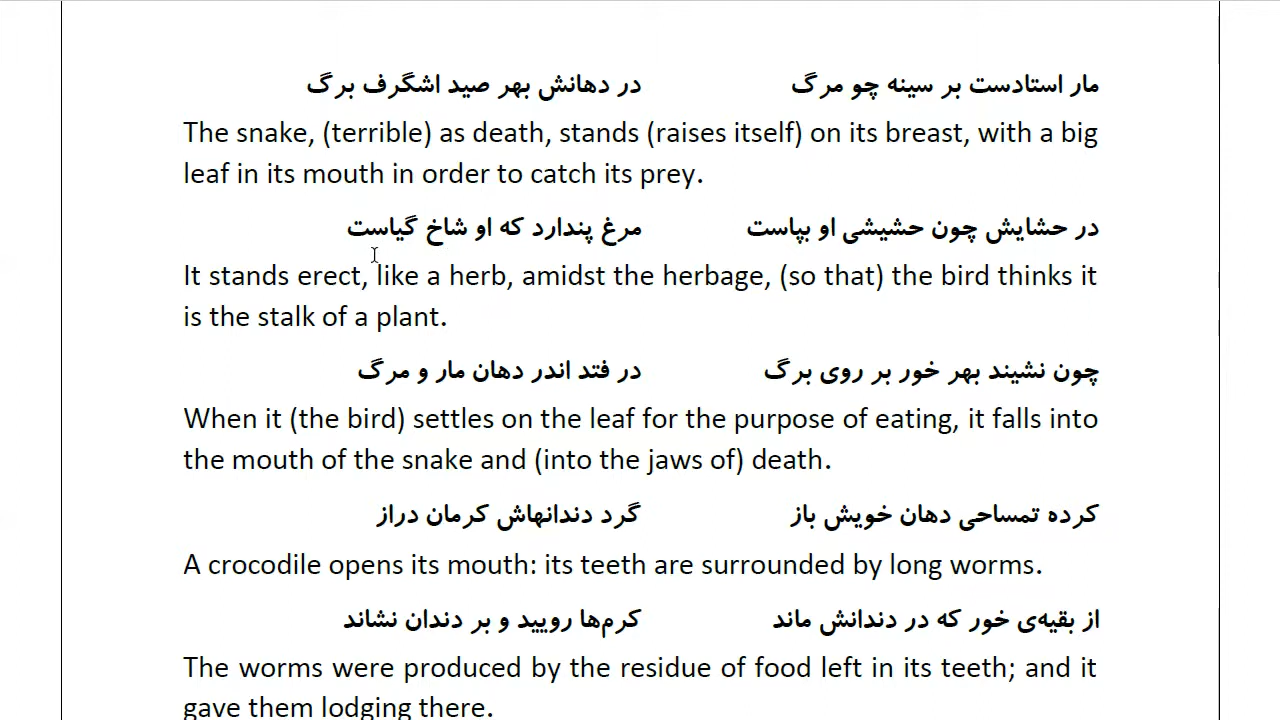 مار استادست بر سینه چو مرگ در دهانش بهر صید اشگرف برگ
The snake, (terrible) as death, stands (raises itself) on its breast, with a big
leaf in its mouth in order to catch its prey.
در حشایش چون حشیشی او بپاست مرغ پندارد که او شاخ گیاست
It stands erect, like a herb, amidst the herbage, (so that) the bird thinks it
is the stalk of a plant.
چون نشیند بهر خور بر روی برگ در فتد اندر دهان مار و مرگ
When it (the bird) settles on the leaf for the purpose of eating, it falls into
the mouth of the snake and (into the jaws of) death.
کرده تمساحی دهان خویش باز گرد دندانهاش کرمان دراز
A crocodile opens its mouth: its teeth are surrounded by long worms.
از بقیه‌ی خور که در دندانش ماند کرم‌ها رویید و بر دندان نشاند
The worms were produced by the residue of food left in its teeth; and it
gave them lodging there.